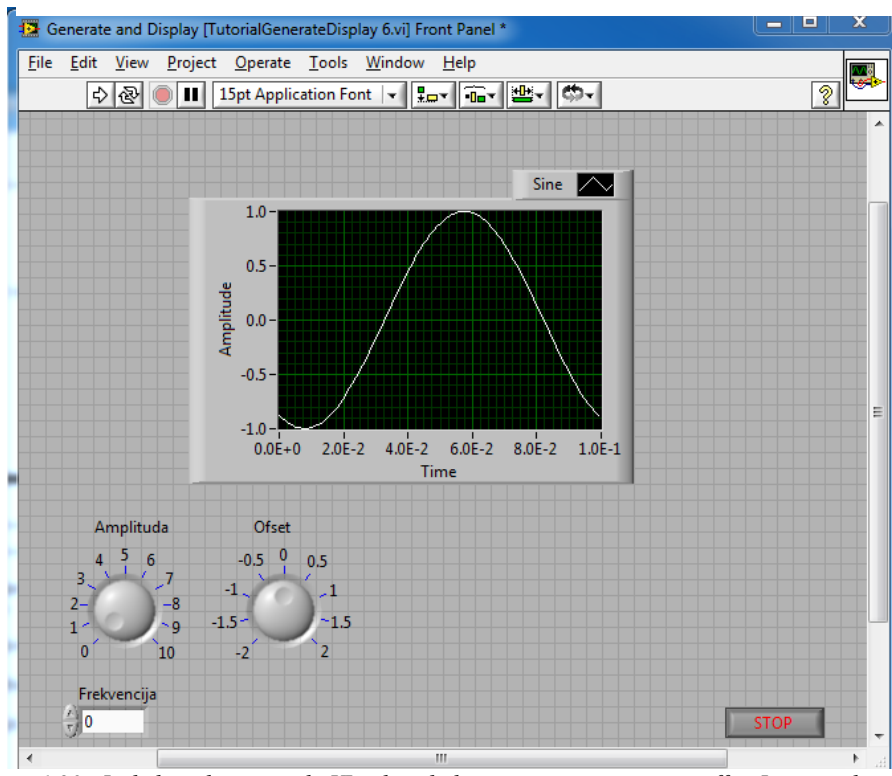 Generate and Display [TutorialGenerateDisplay 6.vi] Front Panel *
File Edit View Project Operate Tools Window Help
15pt Application Font
?
Sine
1.0
0.5
0.0
-0.5
-1.0
Amplitude
0.0E+0 2.0E-2 4.0E-2 6.0E-2 8.0E-2 1.0E-1
Time
Amplituda
0 1 2 3 4 5 6 7 8 9 10
Ofset
-2 -1.5 -1 -0.5 0 0.5 1 1.5 2
Frekvencija
0
STOP